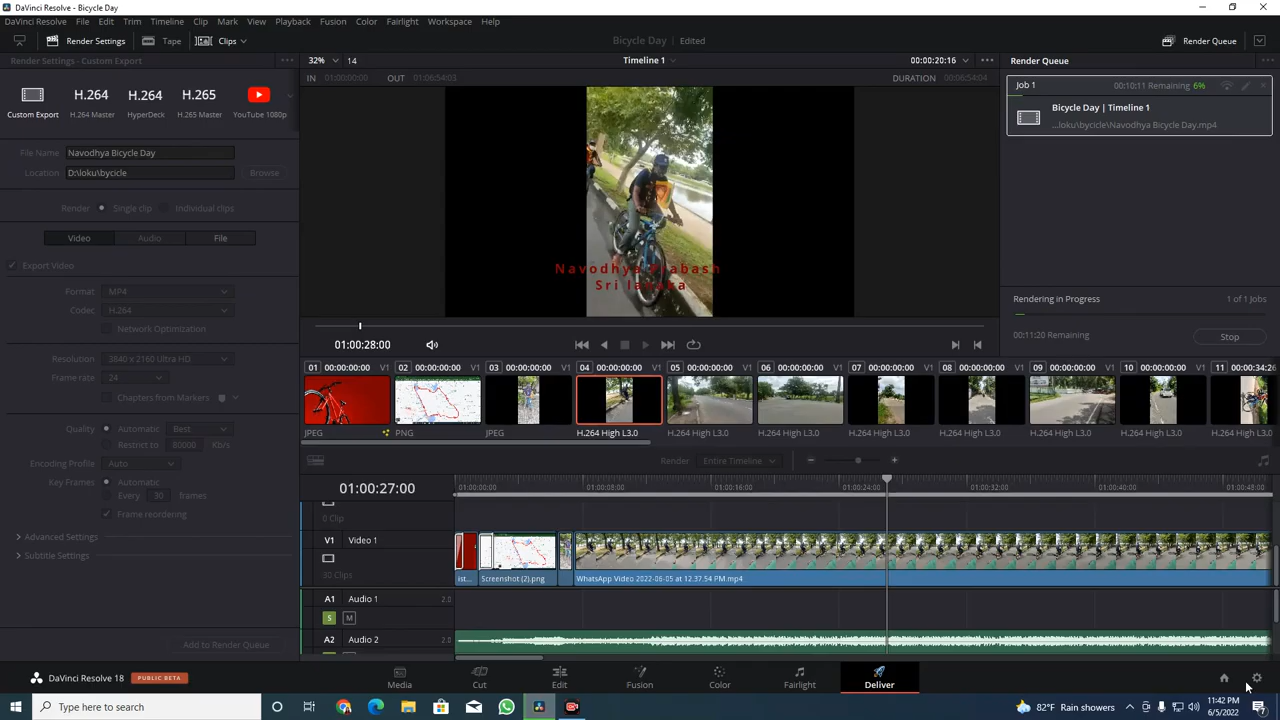 DaVinci Resolve - Bicycle Day
DaVinci Resolve File Edit Trim Timeline Clip Mark View Playback Fusion Color Fairlight Workspace Help
Render Settings Tape Clips Bicycle Day Edited Render Queue
Render Settings - Custom Export
32% 14 Timeline 1 00:00:20:16
Render Queue
IN 01:00:00:00 OUT 01:06:54:03 DURATION 00:06:54:04
H.264 H.264 H.265
Custom Export H.264 Master HyperDeck H.265 Master YouTube 1080p
Job 1 00:10:11 Remaining 6%
Bicycle Day | Timeline 1
...loku\bycicle\Navodhya Bicycle Day.mp4
File Name Navodhya Bicycle Day
Location D:\loku\bycicle Browse
Render Single clip Individual clips
Video Audio File
Export Video
Format MP4
Codec H.264
Network Optimization
Resolution 3840 x 2160 Ultra HD
Frame rate 24
Chapters from Markers
Quality Automatic Best
Restrict to 80000 Kb/s
Encoding Profile Auto
Key Frames Automatic
Every 30 frames
Frame reordering
Advanced Settings
Subtitle Settings
Add to Render Queue
Navodhya Prabash
Sri lanaka
Rendering in Progress 1 of 1 Jobs
00:11:20 Remaining Stop
01:00:28:00
01 00:00:00:00 V1 02 00:00:00:00 V1 03 00:00:00:00 V1 04 00:00:00:00 V1 05 00:00:00:00 V1 06 00:00:00:00 V1 07 00:00:00:00 V1 08 00:00:00:00 V1 09 00:00:00:00 V1 10 00:00:00:00 V1 11 00:00:34:26
JPEG PNG JPEG H.264 High L3.0 H.264 High L3.0 H.264 High L3.0 H.264 High L3.0 H.264 High L3.0 H.264 High L3.0 H.264 High L3.0 H.264 High L3.0
Render Entire Timeline
01:00:27:00 01:00:00:00 01:00:08:00 01:00:16:00 01:00:24:00 01:00:32:00 01:00:40:00 01:00:48:00
0 Clip
V1 Video 1
30 Clips
ist... Screenshot (2).png WhatsApp Video 2022-06-05 at 12.37.54 PM.mp4
A1 Audio 1 2.0
S M
A2 Audio 2 2.0
DaVinci Resolve 18 PUBLIC BETA Media Cut Edit Fusion Color Fairlight Deliver
Type here to search
82°F Rain showers
11:42 PM
6/5/2022
7